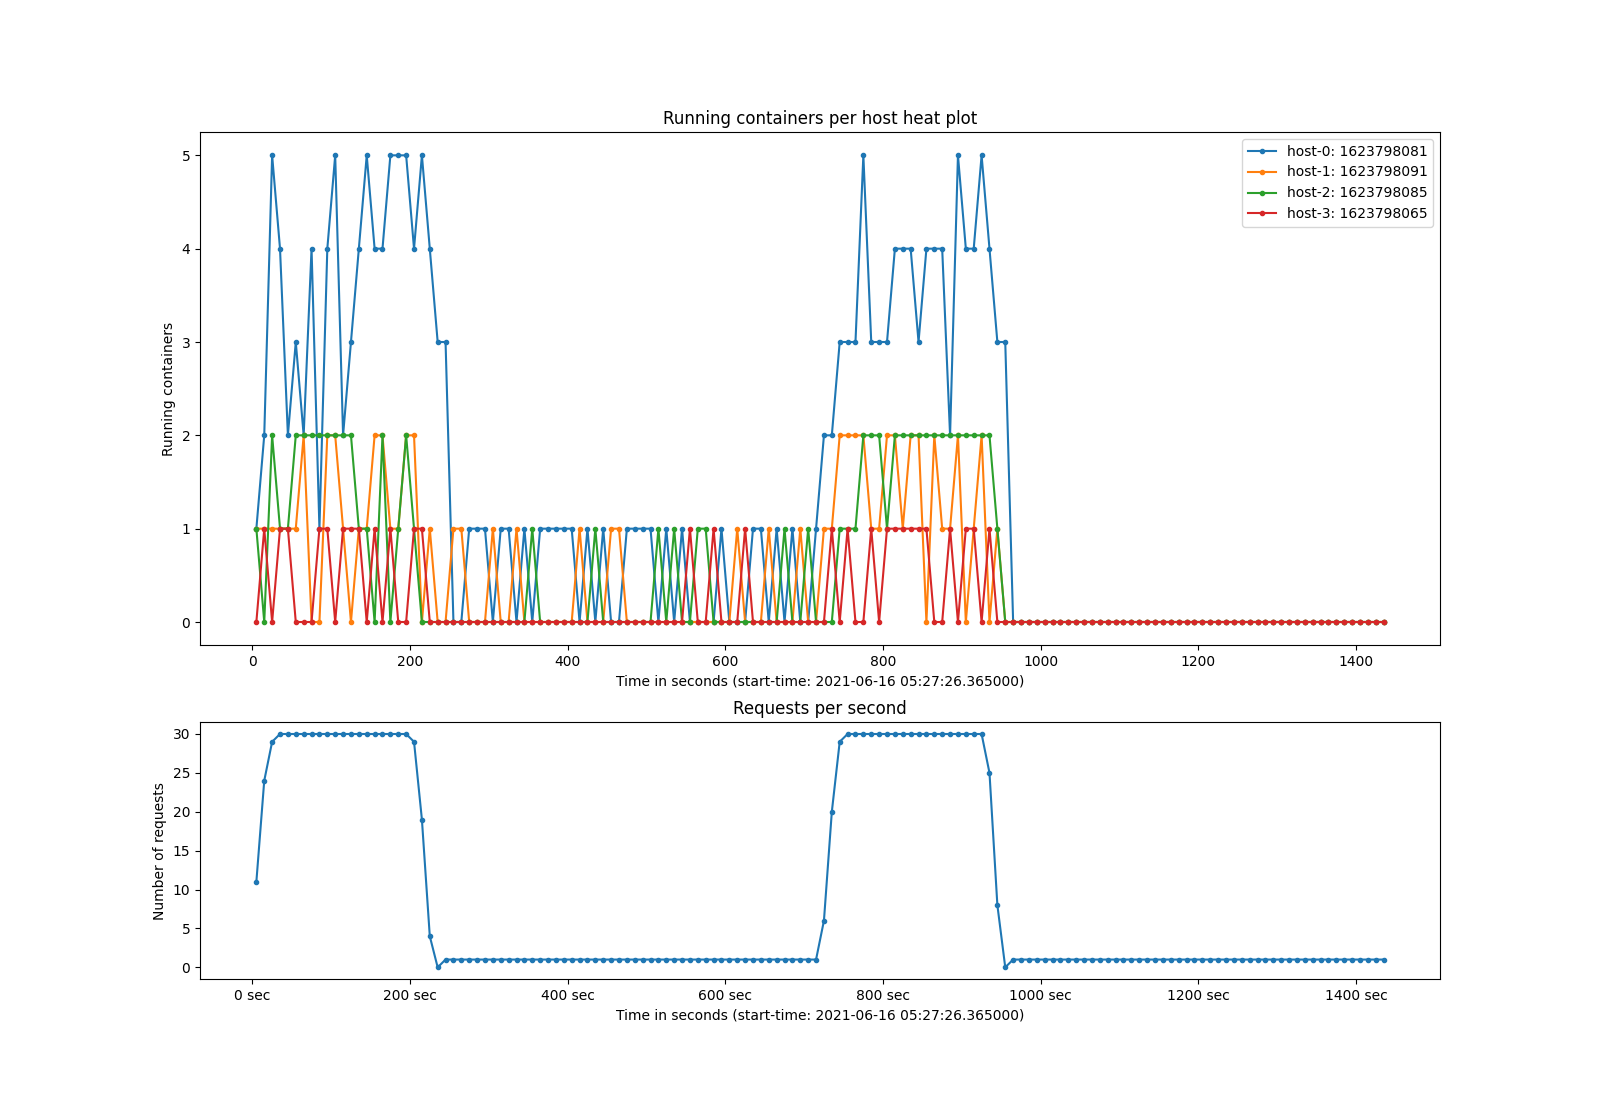 Running containers per host heat plot
host-0: 1623798081
host-1: 1623798091
host-2: 1623798085
host-3: 1623798065
Running containers
5
4
3
2
1
0
0 200 400 600 800 1000 1200 1400
Time in seconds (start-time: 2021-06-16 05:27:26.365000)
Requests per second
Number of requests
30
25
20
15
10
5
0
0 sec 200 sec 400 sec 600 sec 800 sec 1000 sec 1200 sec 1400 sec
Time in seconds (start-time: 2021-06-16 05:27:26.365000)